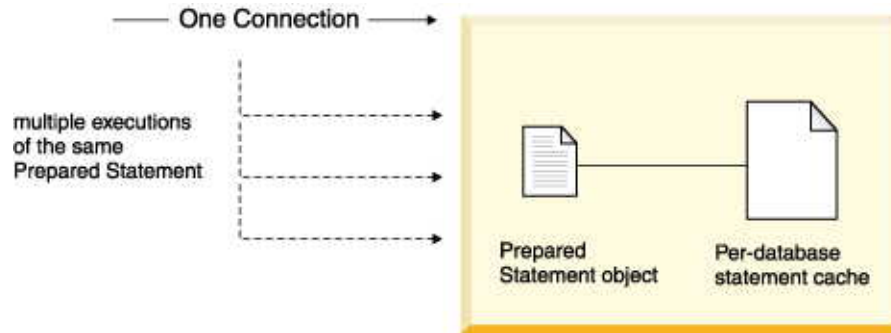 One Connection
multiple executions
of the same
Prepared Statement
Prepared
Statement object
Per-database
statement cache